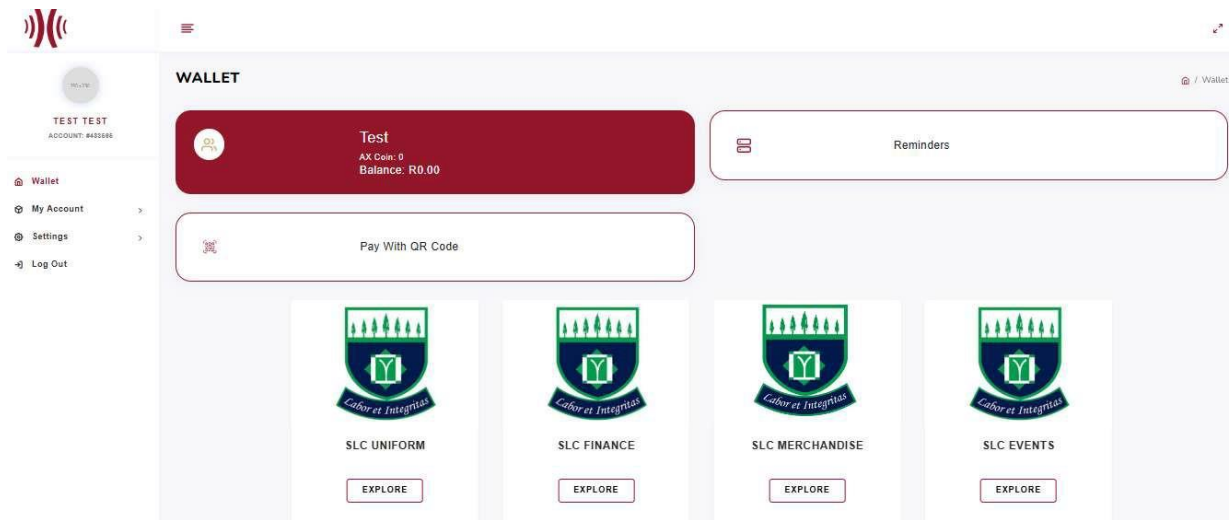 WALLET
/ Wallet
TEST TEST
Wallet
My Account
Settings
Log Out
Test
AX Coin: 0
Balance: R0.00
Reminders
Pay With QR Code
Labor et Integritas
SLC UNIFORM
EXPLORE
Labor et Integritas
SLC FINANCE
EXPLORE
Labor et Integritas
SLC MERCHANDISE
EXPLORE
Labor et Integritas
SLC EVENTS
EXPLORE